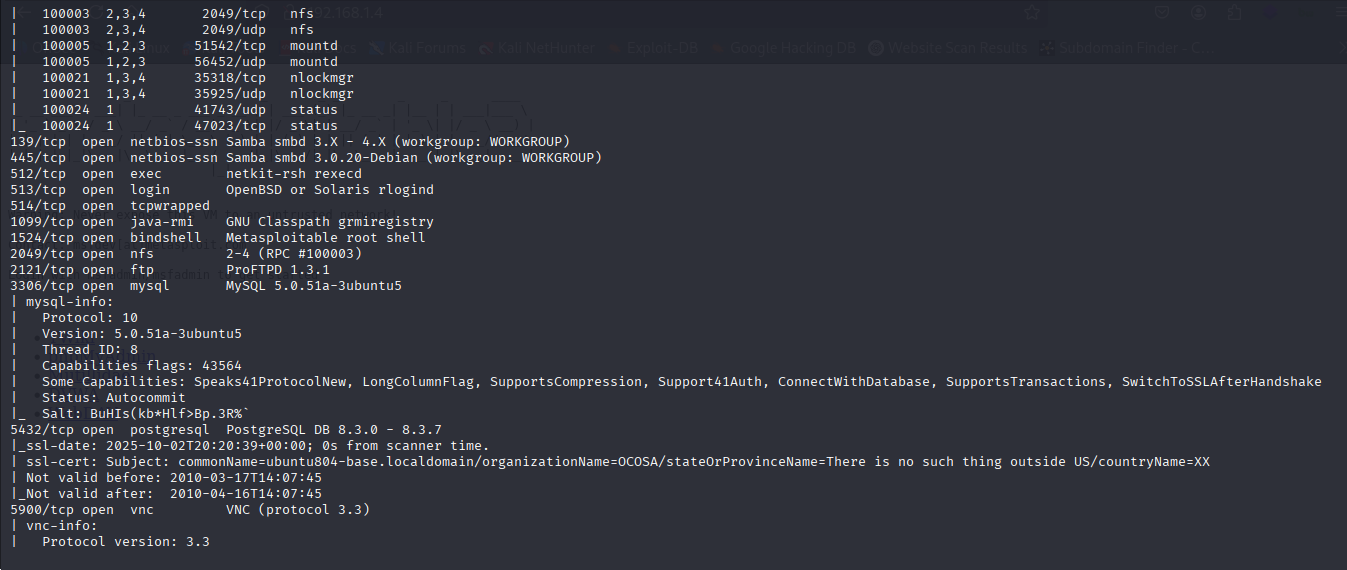 192.168.1.4
| 100003 2,3,4 2049/tcp nfs
| 100003 2,3,4 2049/udp nfs
| 100005 1,2,3 51542/tcp mountd
| 100005 1,2,3 56452/udp mountd
Kali Forums Kali NetHunter Exploit-DB Google Hacking DB Website Scan Results Subdomain Finder - C...
| 100021 1,3,4 35318/tcp nlockmgr
| 100021 1,3,4 35925/udp nlockmgr
| 100024 1 41743/udp status
|_ 100024 1 47023/tcp status
139/tcp open netbios-ssn Samba smbd 3.X - 4.X (workgroup: WORKGROUP)
445/tcp open netbios-ssn Samba smbd 3.0.20-Debian (workgroup: WORKGROUP)
512/tcp open exec netkit-rsh rexecd
513/tcp open login OpenBSD or Solaris rlogind
514/tcp open tcpwrapped
1099/tcp open java-rmi GNU Classpath grmiregistry
1524/tcp open bindshell Metasploitable root shell
2049/tcp open nfs 2-4 (RPC #100003)
2121/tcp open ftp ProFTPD 1.3.1
3306/tcp open mysql MySQL 5.0.51a-3ubuntu5
| mysql-info:
| Protocol: 10
| Version: 5.0.51a-3ubuntu5
| Thread ID: 8
| Capabilities flags: 43564
| Some Capabilities: Speaks41ProtocolNew, LongColumnFlag, SupportsCompression, Support41Auth, ConnectWithDatabase, SupportsTransactions, SwitchToSSLAfterHandshake
| Status: Autocommit
|_ Salt: BuHIs(kb*Hlf>Bp.3R%`
5432/tcp open postgresql PostgreSQL DB 8.3.0 - 8.3.7
|_ssl-date: 2025-10-02T20:20:39+00:00; 0s from scanner time.
| ssl-cert: Subject: commonName=ubuntu804-base.localdomain/organizationName=OCOSA/stateOrProvinceName=There is no such thing outside US/countryName=XX
| Not valid before: 2010-03-17T14:07:45
|_Not valid after: 2010-04-16T14:07:45
5900/tcp open vnc VNC (protocol 3.3)
| vnc-info:
| Protocol version: 3.3